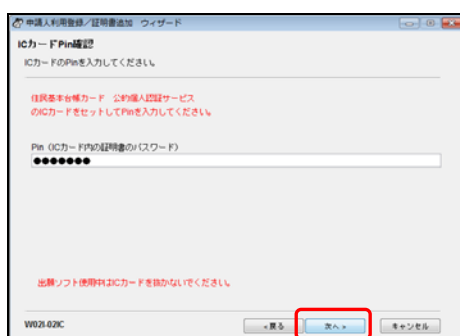 申請人利用登録／証明書追加 ウィザード
ICカードPin確認
ICカードのPinを入力してください。
住民基本台帳カード 公的個人認証サービス
のICカードをセットしてPinを入力してください。
Pin（ICカード内の証明書のパスワード）
●●●●●●●
出願ソフト使用中はICカードを抜かないでください。
W02I-02IC
<戻る
次へ>
キャンセル